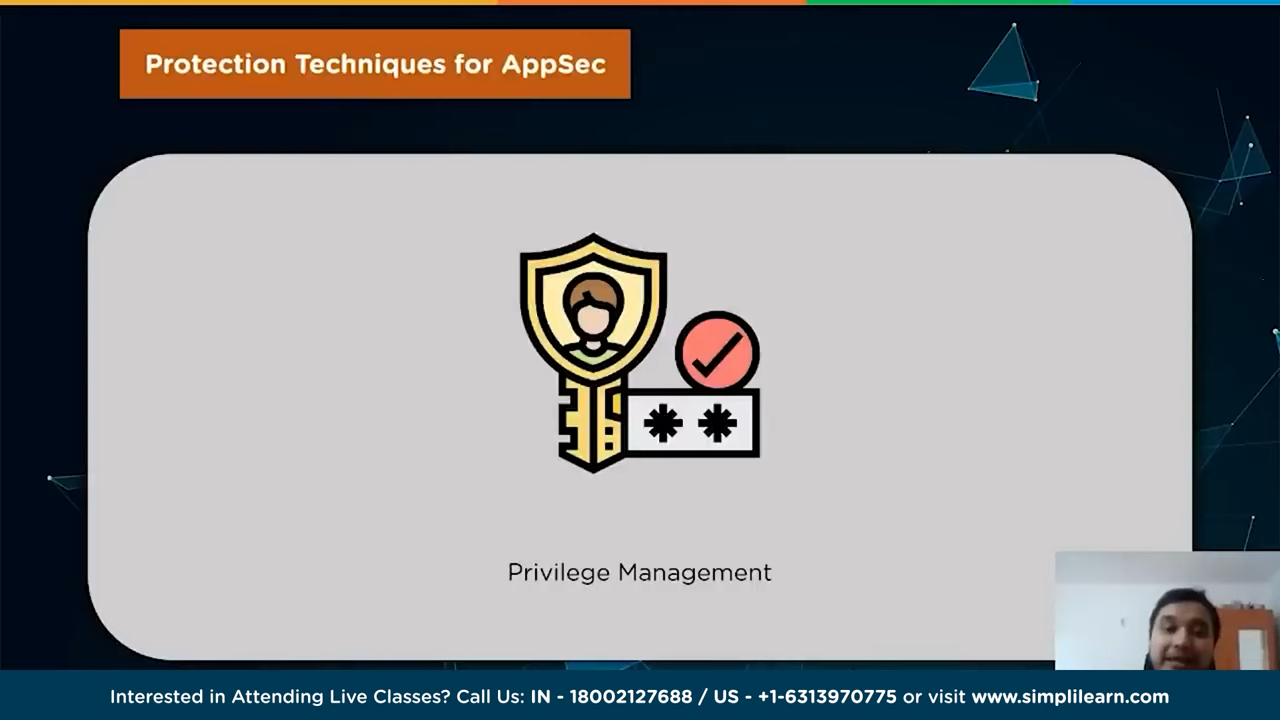 Protection Techniques for AppSec
Privilege Management
Interested in Attending Live Classes? Call Us: IN - 18002127688 / US - +1-6313970775 or visit www.simplilearn.com